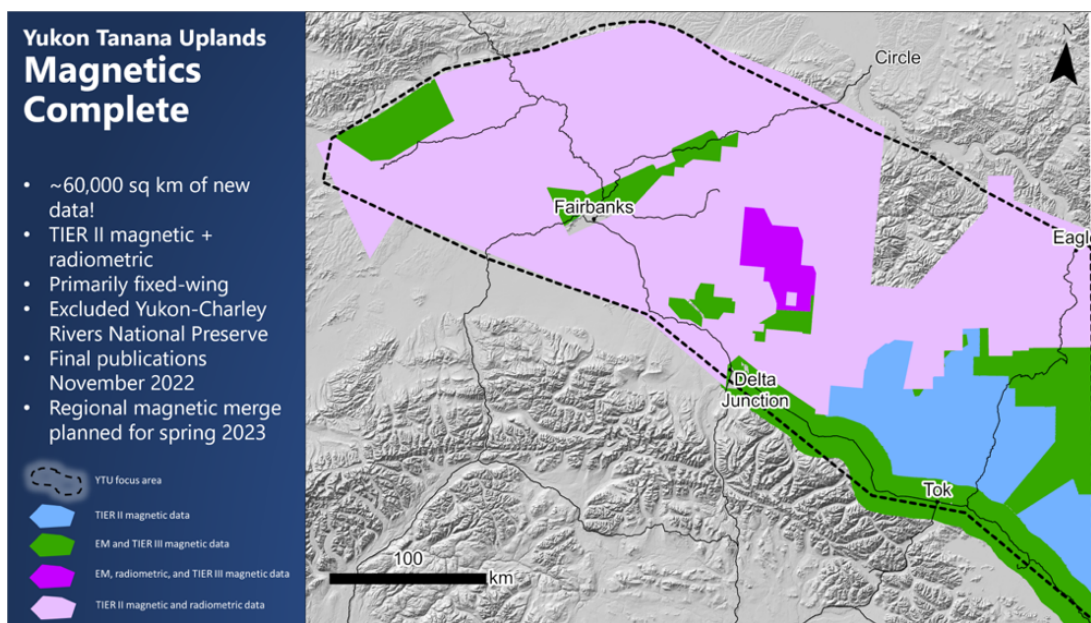 Yukon Tanana Uplands
Magnetics
Complete
• ~60,000 sq km of new
data!
• TIER II magnetic +
radiometric
• Primarily fixed-wing
• Excluded Yukon-Charley
Rivers National Preserve
• Final publications
November 2022
• Regional magnetic merge
planned for spring 2023
YTU focus area
TIER II magnetic data
EM and TIER III magnetic data
EM, radiometric, and TIER III magnetic data
TIER II magnetic and radiometric data
N
Circle
Fairbanks
Eagle
Delta
Junction
Tok
100
km